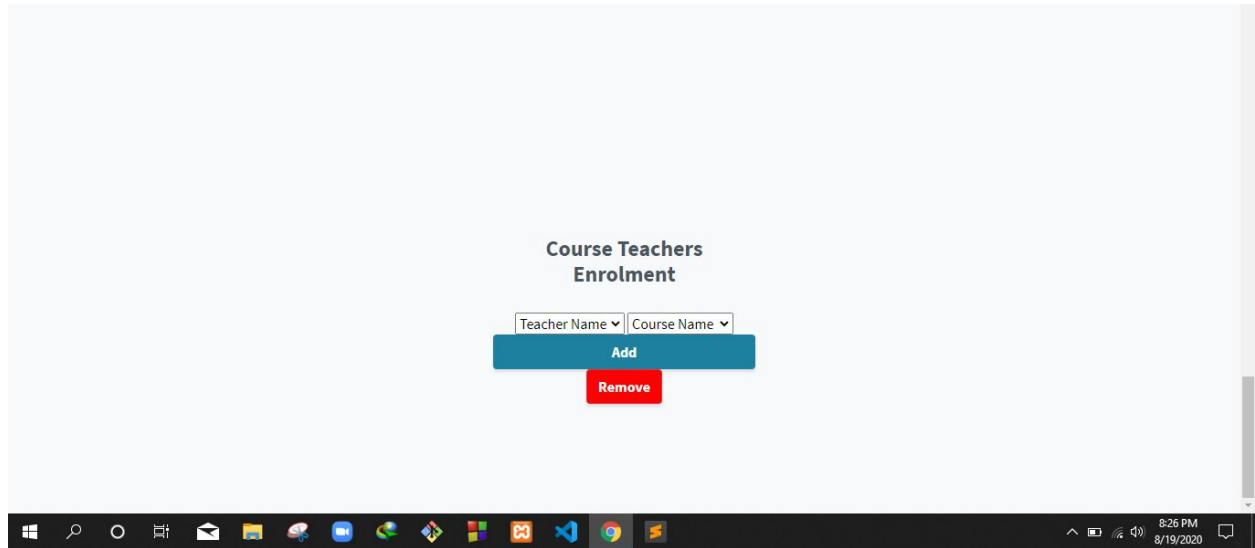 Course Teachers
Enrolment
Teacher Name Course Name
Add
Remove
8:26 PM
8/19/2020